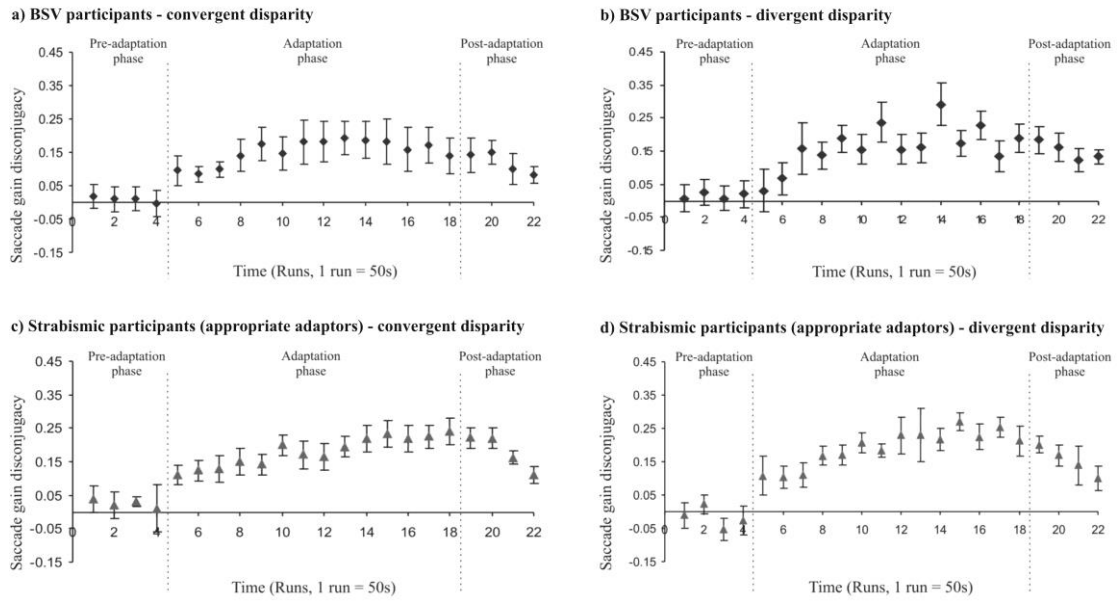 a) BSV participants - convergent disparity
Pre-adaptation
phase
Adaptation
phase
Post-adaptation
phase
Saccade gain disconjugacy
0.45
0.35
0.25
0.15
0.05
-0.05
-0.15
0 2 4 6 8 10 12 14 16 18 20 22
Time (Runs, 1 run = 50s)
b) BSV participants - divergent disparity
Pre-adaptation
phase
Adaptation
phase
Post-adaptation
phase
Saccade gain disconjugacy
0.45
0.35
0.25
0.15
0.05
-0.05
-0.15
0 2 4 6 8 10 12 14 16 18 20 22
Time (Runs, 1 run = 50s)
c) Strabismic participants (appropriate adaptors) - convergent disparity
Pre-adaptation
phase
Adaptation
phase
Post-adaptation
phase
Saccade gain disconjugacy
0.45
0.35
0.25
0.15
0.05
-0.05
-0.15
0 2 4 6 8 10 12 14 16 18 20 22
Time (Runs, 1 run = 50s)
d) Strabismic participants (appropriate adaptors) - divergent disparity
Pre-adaptation
phase
Adaptation
phase
Post-adaptation
phase
Saccade gain disconjugacy
0.45
0.35
0.25
0.15
0.05
-0.05
-0.15
0 2 4 6 8 10 12 14 16 18 20 22
Time (Runs, 1 run = 50s)